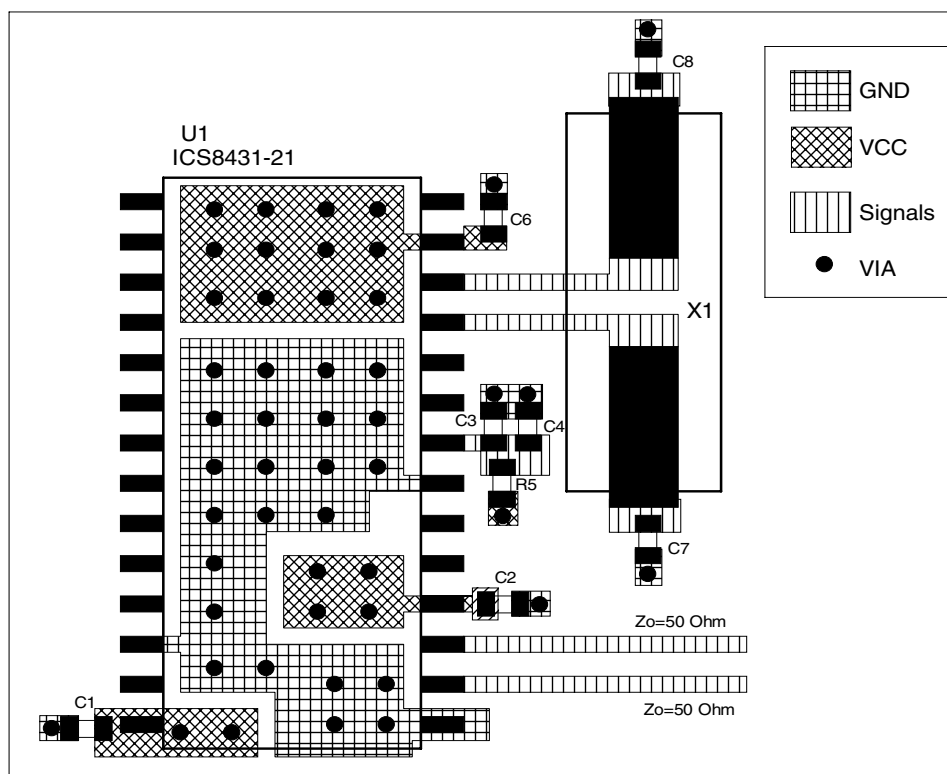 C8
GND
U1
ICS8431-21
VCC
C6
Signals
VIA
X1
C3
C4
R5
C7
C2
Zo=50 Ohm
C1
Zo=50 Ohm